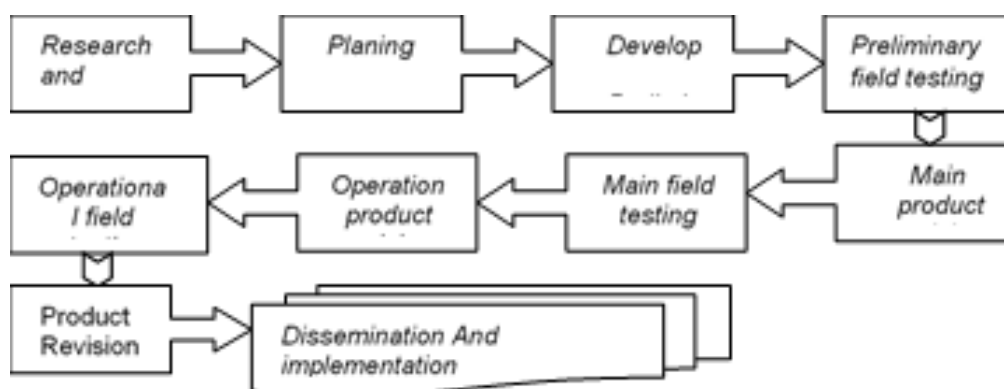 Research
and
Planing
Develop
Preliminary
field testing
Main
product
Main field
testing
Operation
product
Operationa
l field
Product
Revision
Dissemination And
implementation